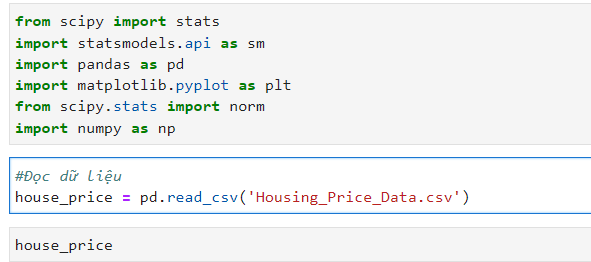 from scipy import stats
import statsmodels.api as sm
import pandas as pd
import matplotlib.pyplot as plt
from scipy.stats import norm
import numpy as np
#Đọc dữ liệu
house_price = pd.read_csv('Housing_Price_Data.csv')
house_price